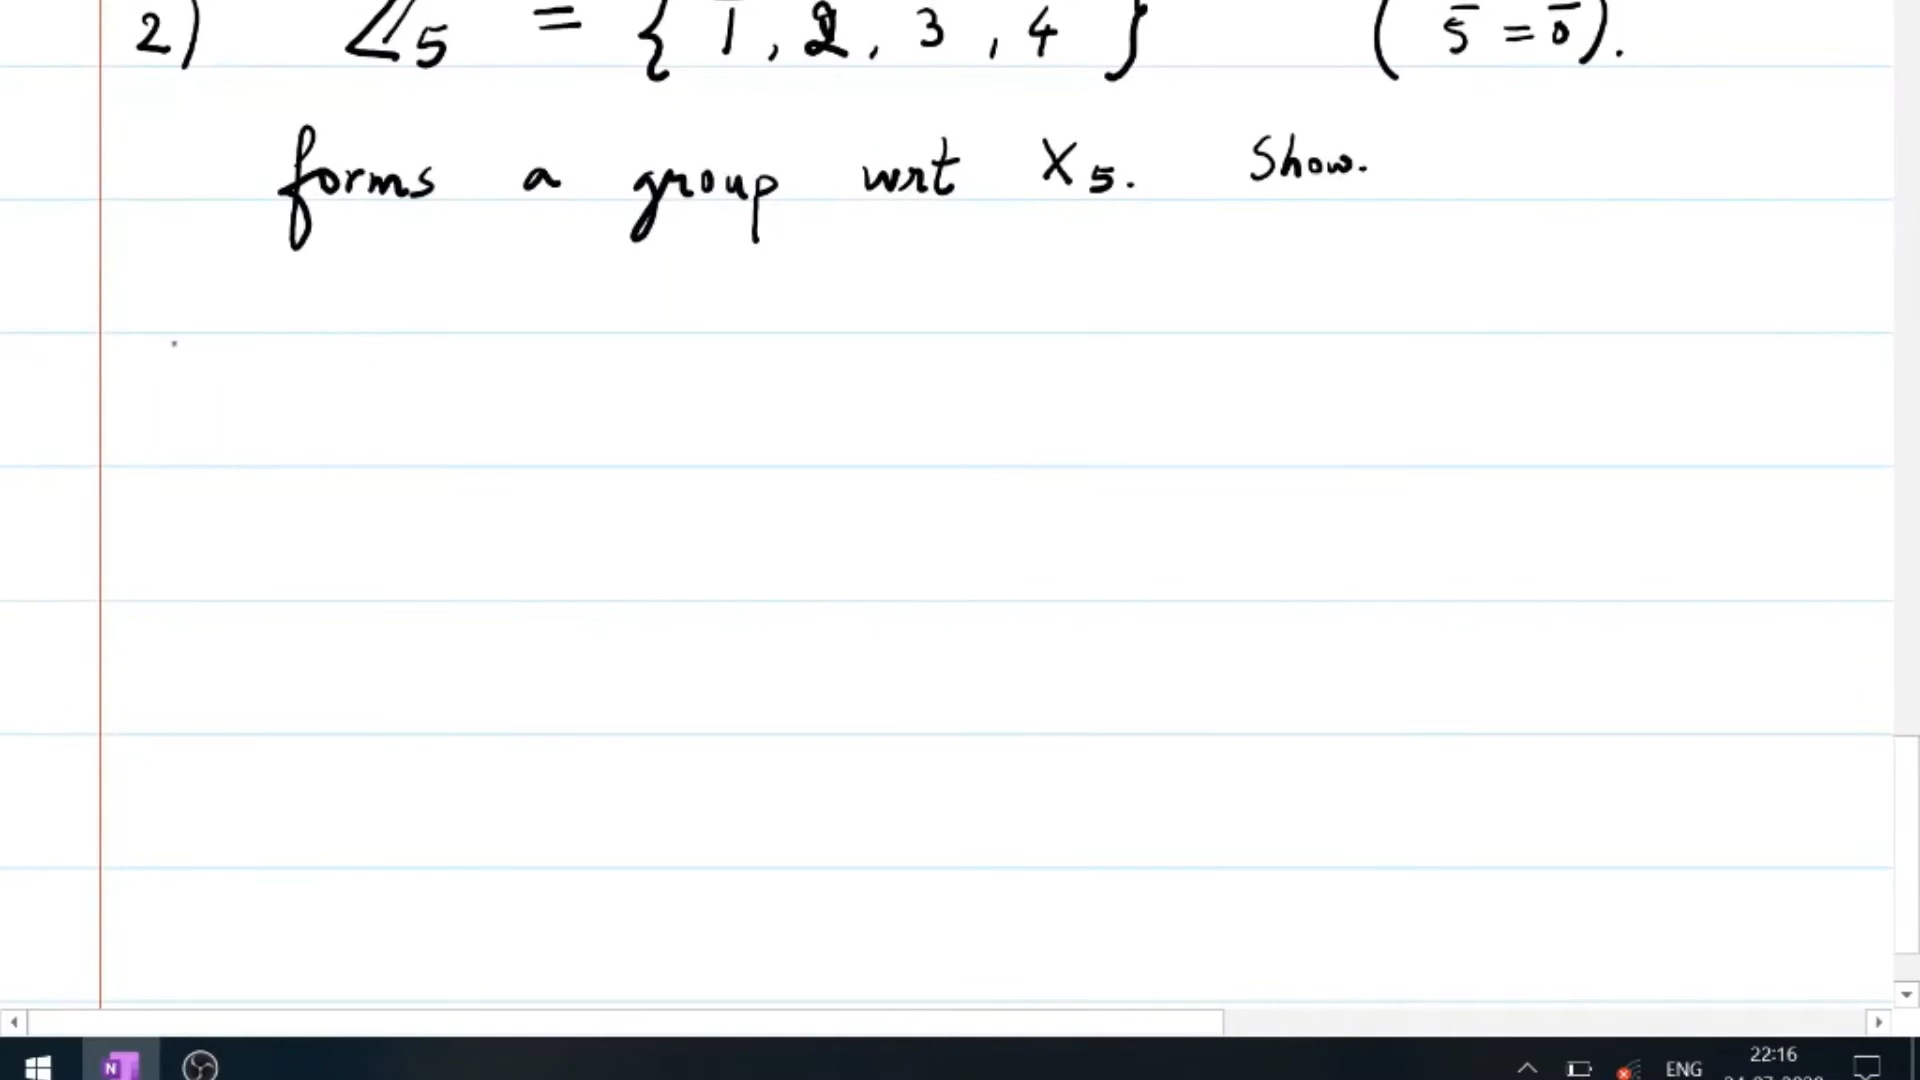 2) Z5 = { 1̄, 2, 3, 4 } ( 5̄ = 0̄ ).
forms a group wrt X5. Show.
N
ENG
22:16